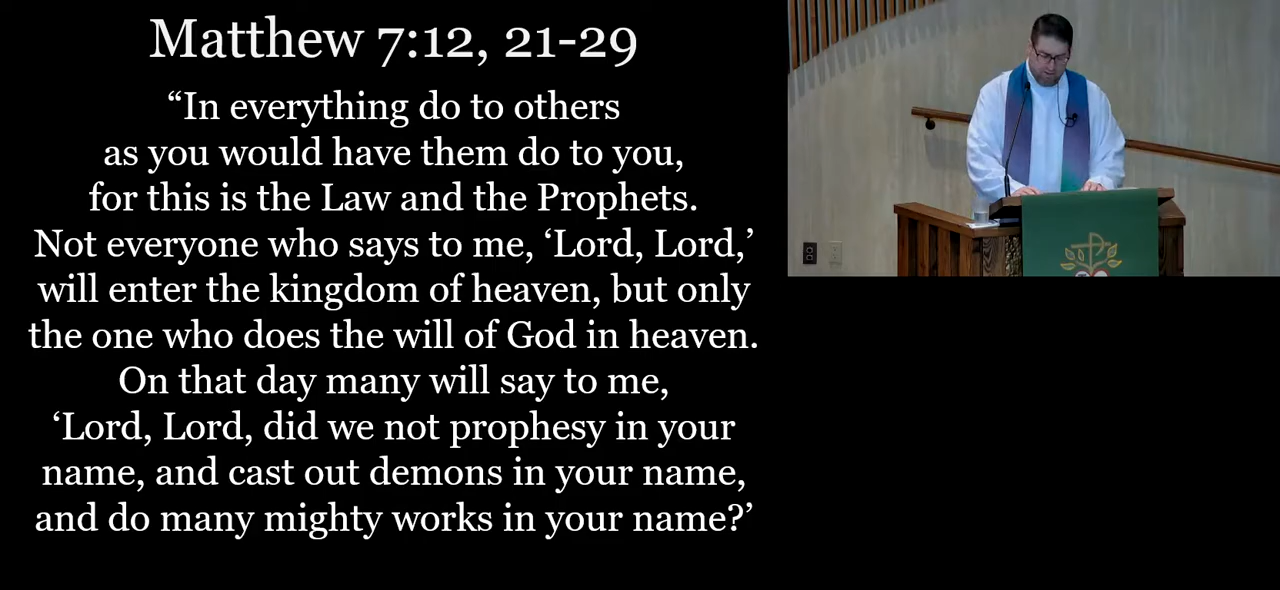 Matthew 7:12, 21-29
“In everything do to others
as you would have them do to you,
for this is the Law and the Prophets.
Not everyone who says to me, ‘Lord, Lord,’
will enter the kingdom of heaven, but only
the one who does the will of God in heaven.
On that day many will say to me,
‘Lord, Lord, did we not prophesy in your
name, and cast out demons in your name,
and do many mighty works in your name?’